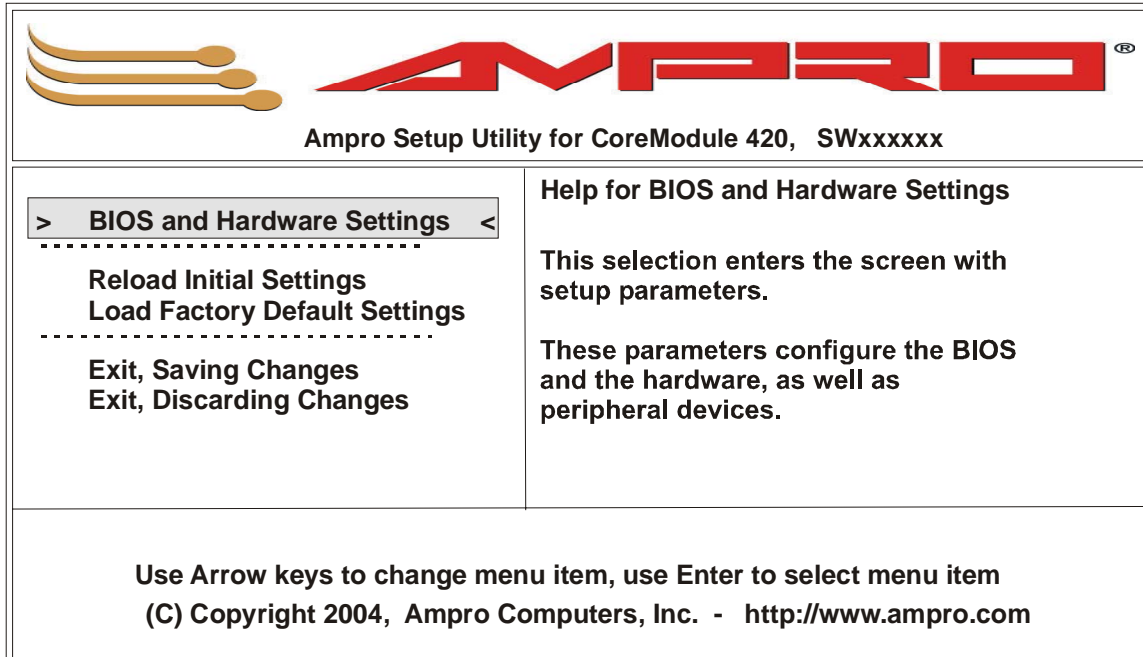 AMPRO®
Ampro Setup Utility for CoreModule 420, SWxxxxxx
> BIOS and Hardware Settings <
Reload Initial Settings
Load Factory Default Settings
Exit, Saving Changes
Exit, Discarding Changes
Help for BIOS and Hardware Settings
This selection enters the screen with
setup parameters.
These parameters configure the BIOS
and the hardware, as well as
peripheral devices.
Use Arrow keys to change menu item, use Enter to select menu item
(C) Copyright 2004, Ampro Computers, Inc. - http://www.ampro.com